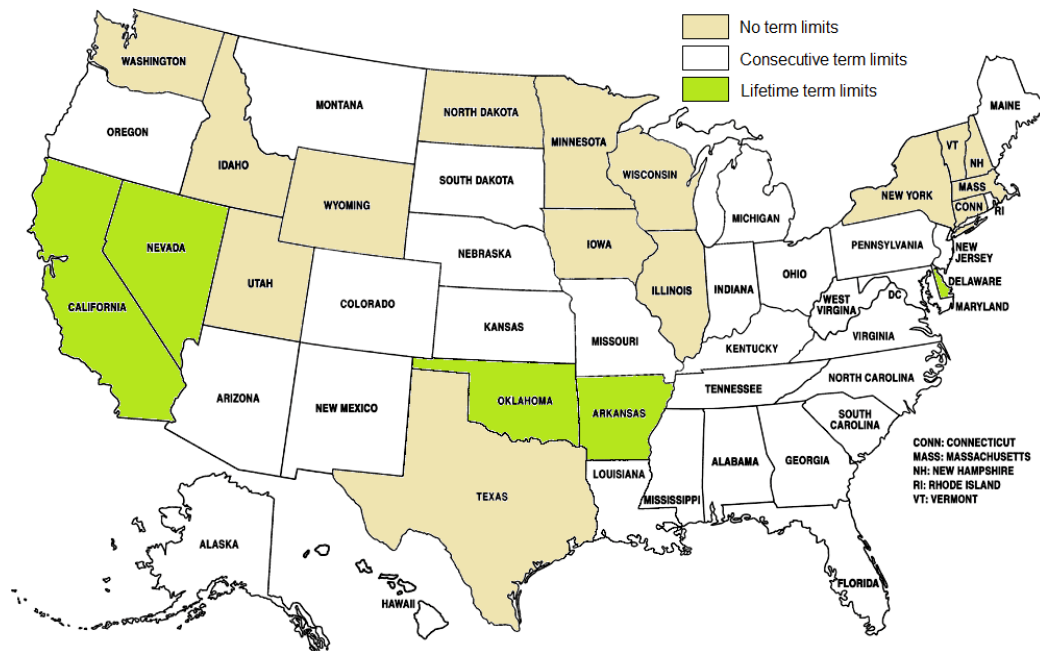 No term limits
Consecutive term limits
Lifetime term limits
WASHINGTON
OREGON
MONTANA
IDAHO
WYOMING
NORTH DAKOTA
SOUTH DAKOTA
MINNESOTA
WISCONSIN
MICHIGAN
NEW YORK
VT
NH
MAINE
MASS
CONN
RI
CALIFORNIA
NEVADA
UTAH
COLORADO
NEBRASKA
KANSAS
IOWA
ILLINOIS
MISSOURI
INDIANA
OHIO
PENNSYLVANIA
NEW
JERSEY
DELAWARE
MARYLAND
DC
WEST
VIRGINIA
VIRGINIA
KENTUCKY
TENNESSEE
NORTH CAROLINA
SOUTH
CAROLINA
ARIZONA
NEW MEXICO
OKLAHOMA
ARKANSAS
TEXAS
LOUISIANA
MISSISSIPPI
ALABAMA
GEORGIA
FLORIDA
ALASKA
HAWAII
CONN: CONNECTICUT
MASS: MASSACHUSETTS
NH: NEW HAMPSHIRE
RI: RHODE ISLAND
VT: VERMONT